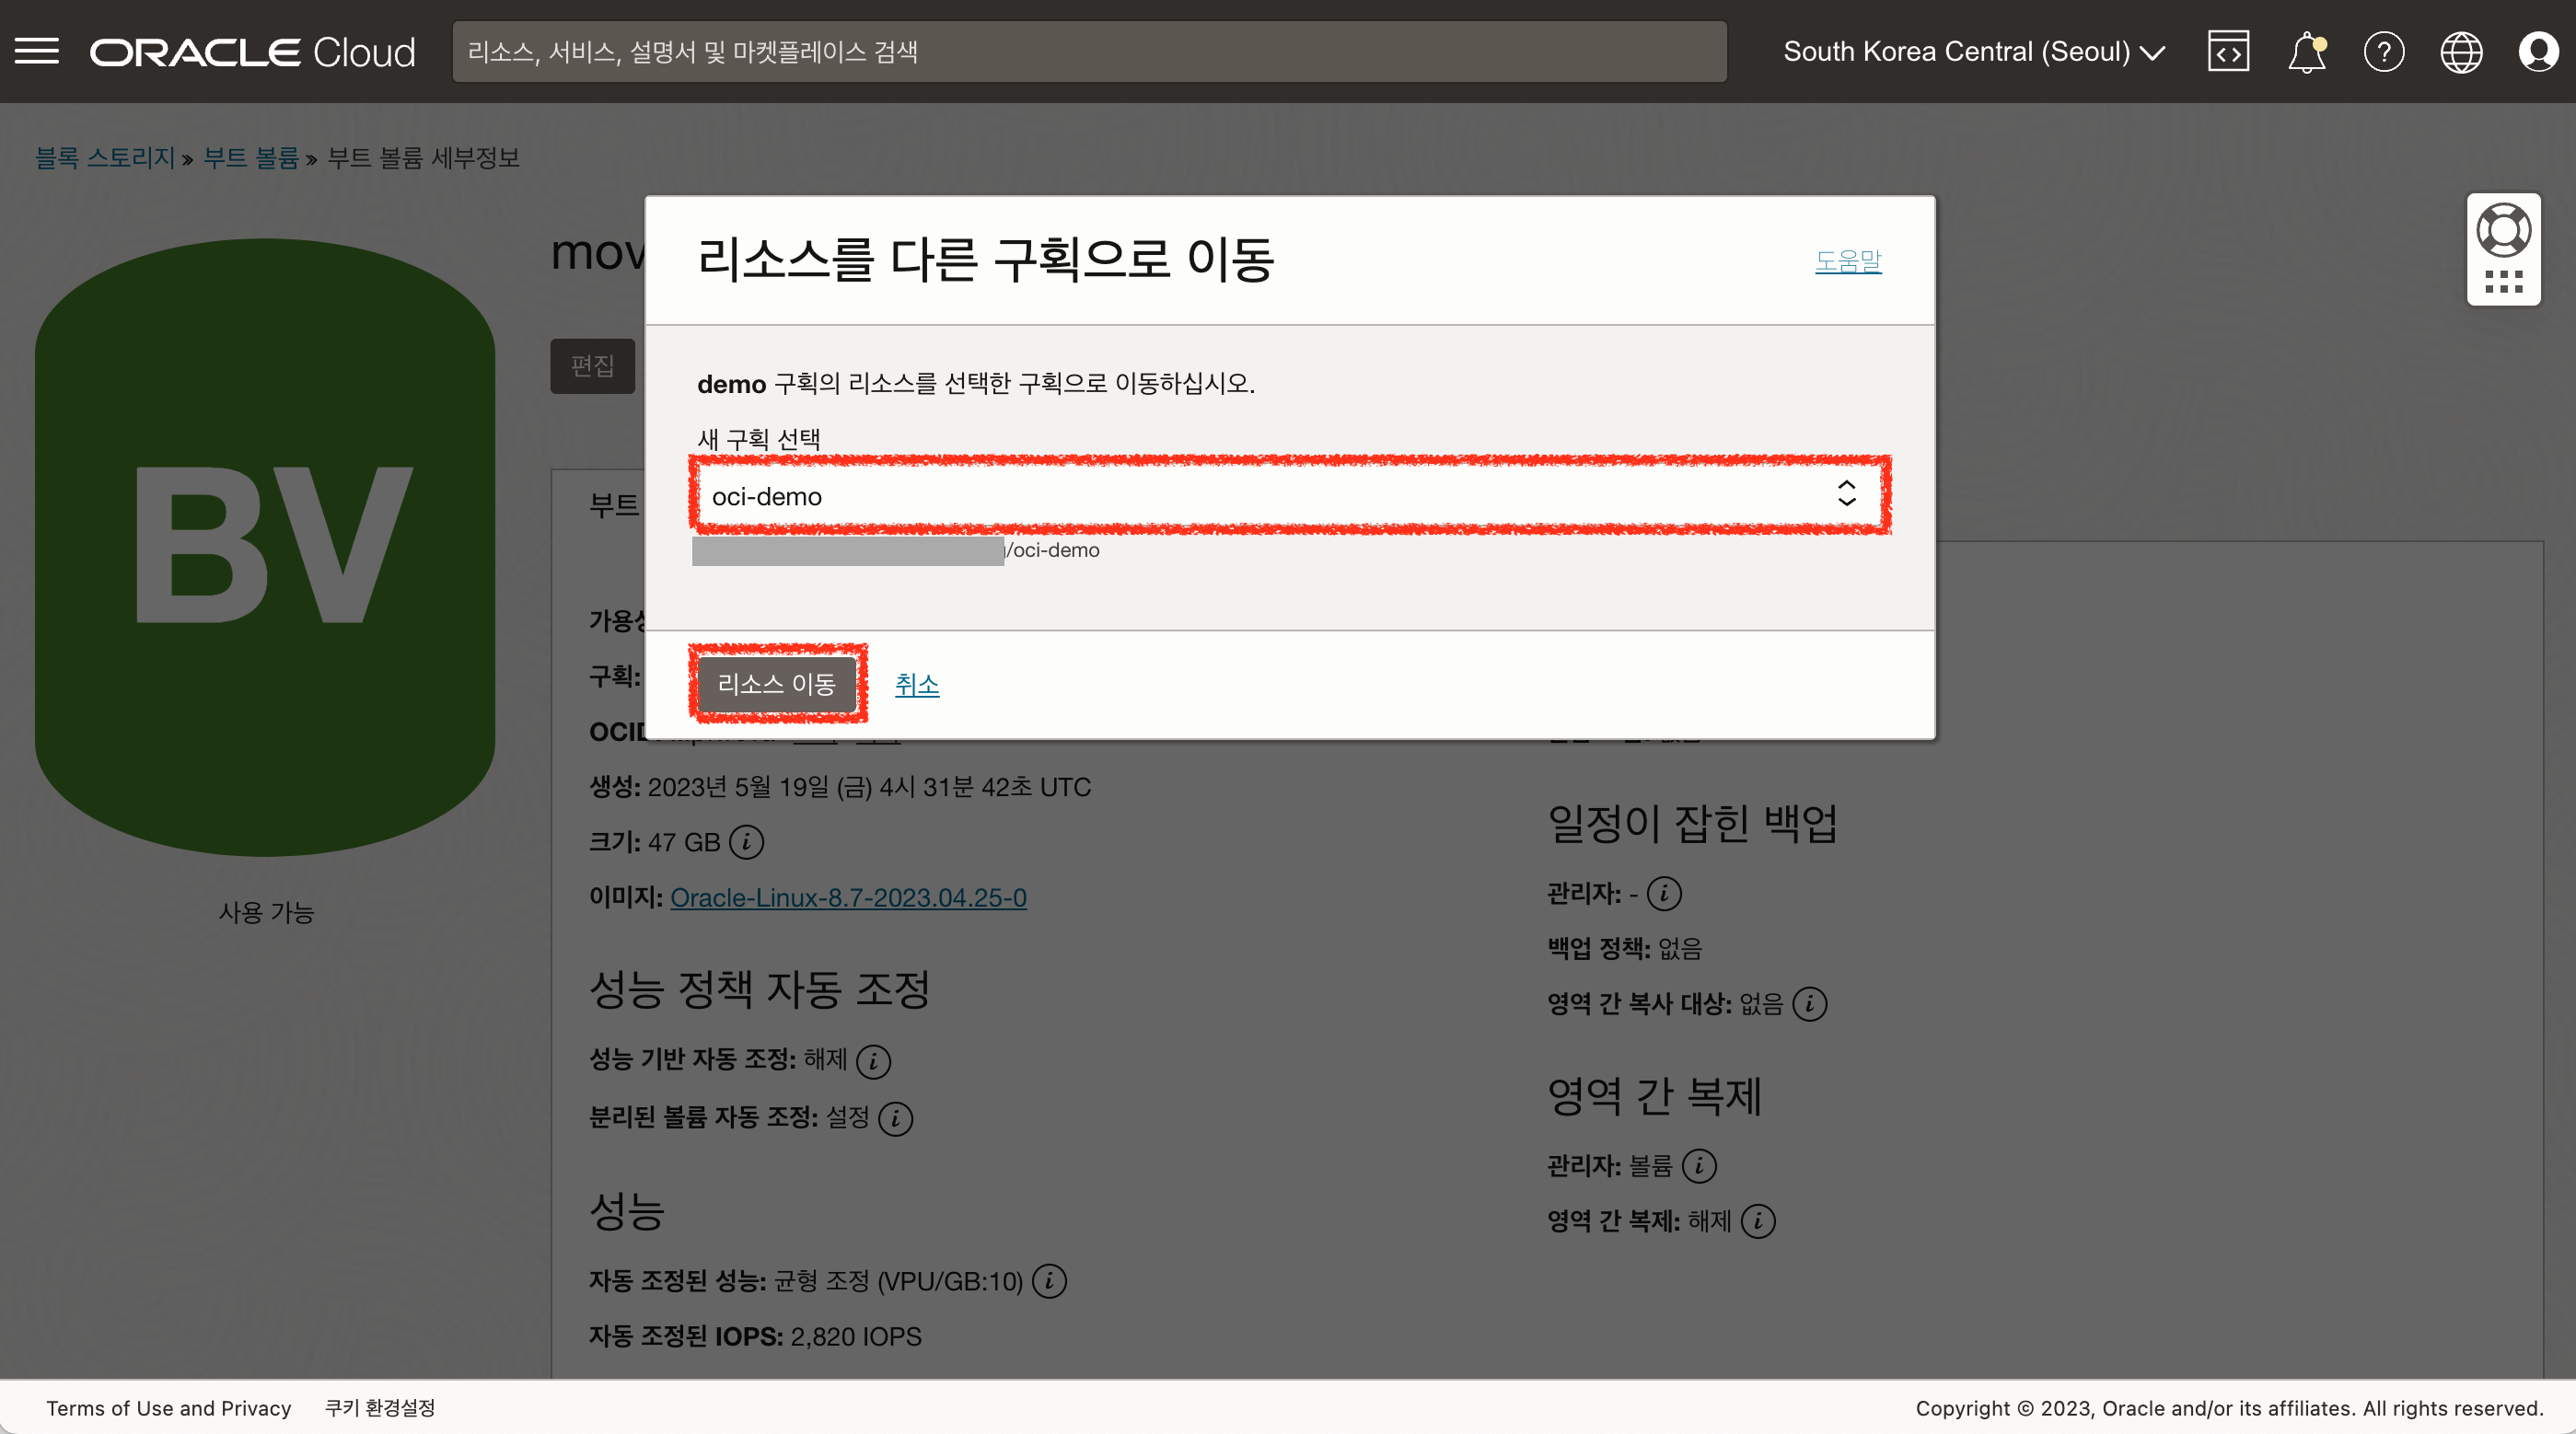 ORACLE Cloud
리소스, 서비스, 설명서 및 마켓플레이스 검색
South Korea Central (Seoul)
블록 스토리지 » 부트 볼륨 » 부트 볼륨 세부정보
BV
사용 가능
mov
편집
부트
리소스를 다른 구획으로 이동
도움말
demo 구획의 리소스를 선택한 구획으로 이동하십시오.
새 구획 선택
oci-demo
/oci-demo
리소스 이동
취소
구획:
생성: 2023년 5월 19일 (금) 4시 31분 42초 UTC
크기: 47 GB
이미지: Oracle-Linux-8.7-2023.04.25-0
성능 정책 자동 조정
성능 기반 자동 조정: 해제
분리된 볼륨 자동 조정: 설정
성능
자동 조정된 성능: 균형 조정 (VPU/GB:10)
자동 조정된 IOPS: 2,820 IOPS
일정이 잡힌 백업
관리자: -
백업 정책: 없음
영역 간 복사 대상: 없음
영역 간 복제
관리자: 볼륨
영역 간 복제: 해제
Terms of Use and Privacy
쿠키 환경설정
Copyright © 2023, Oracle and/or its affiliates. All rights reserved.